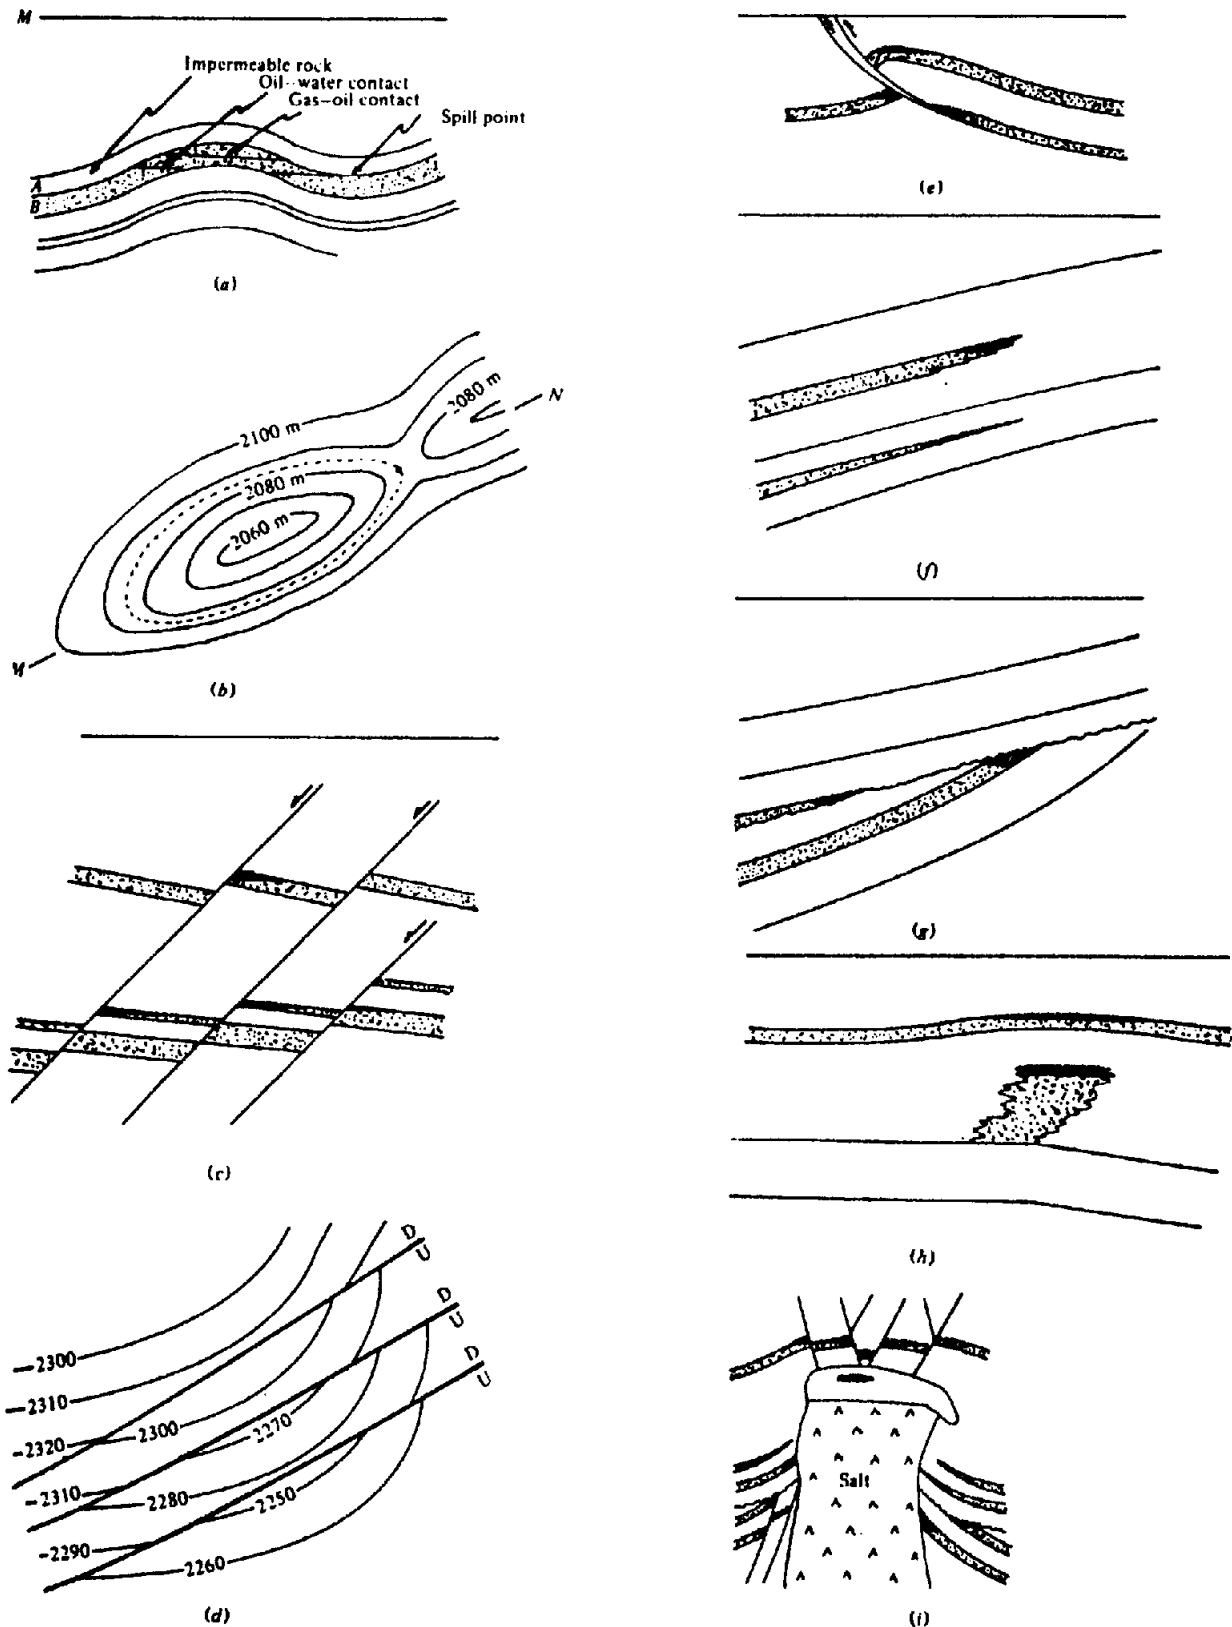 M
Impermeable rock
Oil-water contact
Gas-oil contact
Spill point
A
B
(a)
2080 m
N
2100 m
2080 m
2060 m
M
(b)
(c)
D
U
D
U
D
U
-2300
-2310
-2320
2300
2270
-2310
2280
2250
-2290
2260
(d)
(e)
(f)
(g)
(h)
Salt
(i)